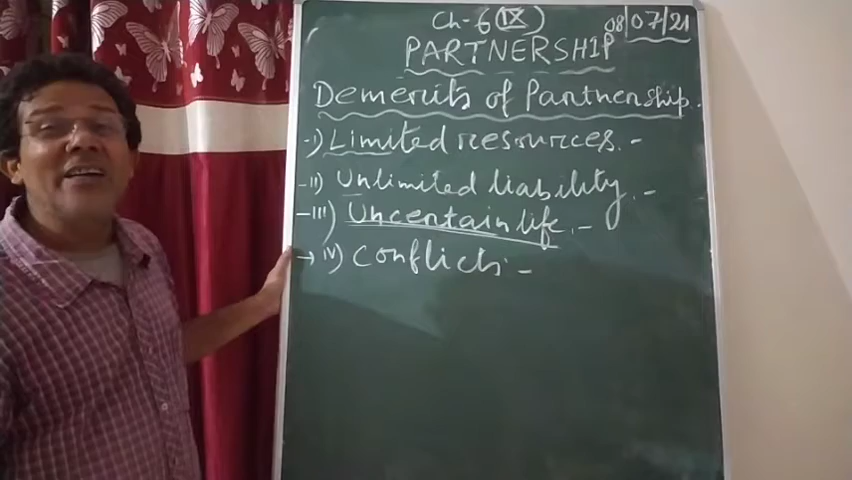 Ch-6 (IX) 08/07/21
PARTNERSHIP
Demerits of Partnership.
-i) Limited resources. -
-ii) Unlimited liability. -
-iii) Uncertain life. -
→ iv) Conflicts -